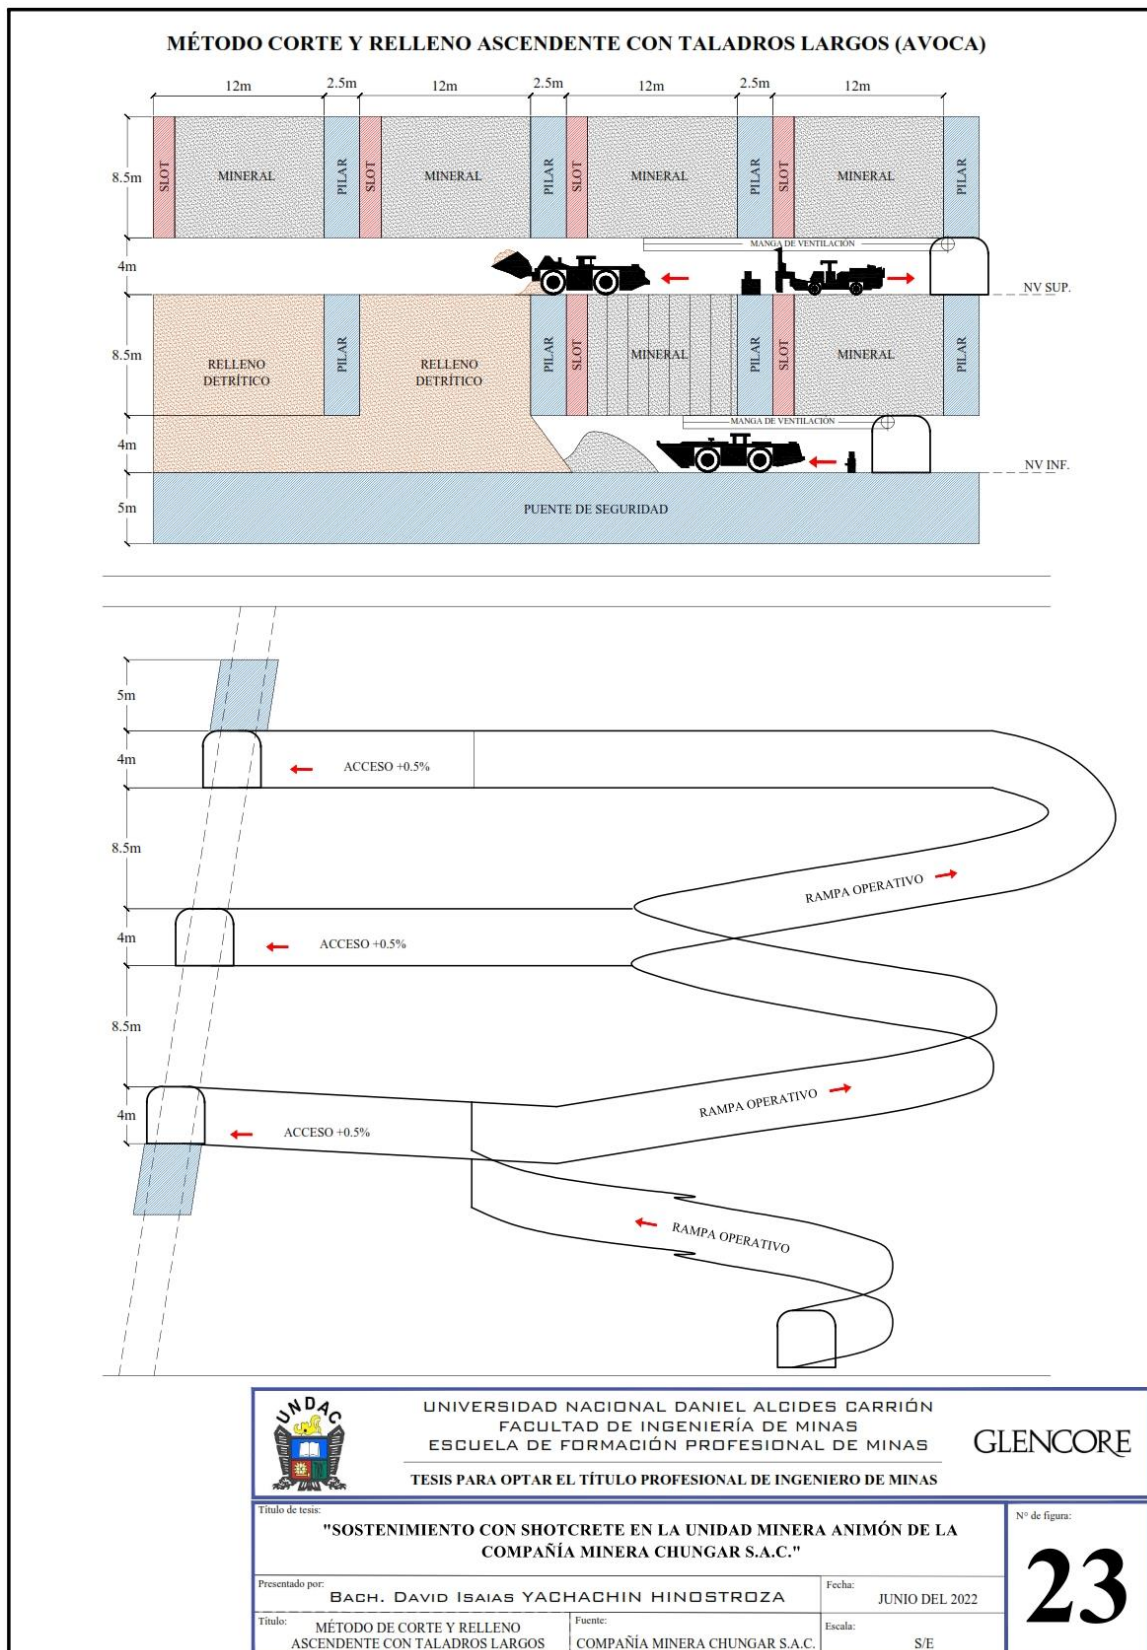 MÉTODO CORTE Y RELLENO ASCENDENTE CON TALADROS LARGOS (AVOCA)
12m 2.5m 12m 2.5m 12m 2.5m 12m
8.5m SLOT MINERAL PILAR SLOT MINERAL PILAR SLOT MINERAL PILAR SLOT MINERAL PILAR
MANGA DE VENTILACIÓN
4m
NV SUP.
8.5m RELLENO DETRÍTICO PILAR RELLENO DETRÍTICO PILAR SLOT MINERAL PILAR SLOT MINERAL PILAR
MANGA DE VENTILACIÓN
4m
NV INF.
5m PUENTE DE SEGURIDAD
5m
4m ACCESO +0.5%
8.5m
RAMPA OPERATIVO
4m ACCESO +0.5%
8.5m
RAMPA OPERATIVO
4m ACCESO +0.5%
RAMPA OPERATIVO
UNDAC
UNIVERSIDAD NACIONAL DANIEL ALCIDES CARRIÓN
FACULTAD DE INGENIERÍA DE MINAS
ESCUELA DE FORMACIÓN PROFESIONAL DE MINAS
GLENCORE
TESIS PARA OPTAR EL TÍTULO PROFESIONAL DE INGENIERO DE MINAS
Título de tesis:
"SOSTENIMIENTO CON SHOTCRETE EN LA UNIDAD MINERA ANIMÓN DE LA
COMPAÑÍA MINERA CHUNGAR S.A.C."
N° de figura:
23
Presentado por:
BACH. DAVID ISAIAS YACHACHIN HINOSTROZA
Fecha:
JUNIO DEL 2022
Título:
MÉTODO DE CORTE Y RELLENO
ASCENDENTE CON TALADROS LARGOS
Fuente:
COMPAÑÍA MINERA CHUNGAR S.A.C.
Escala:
S/E